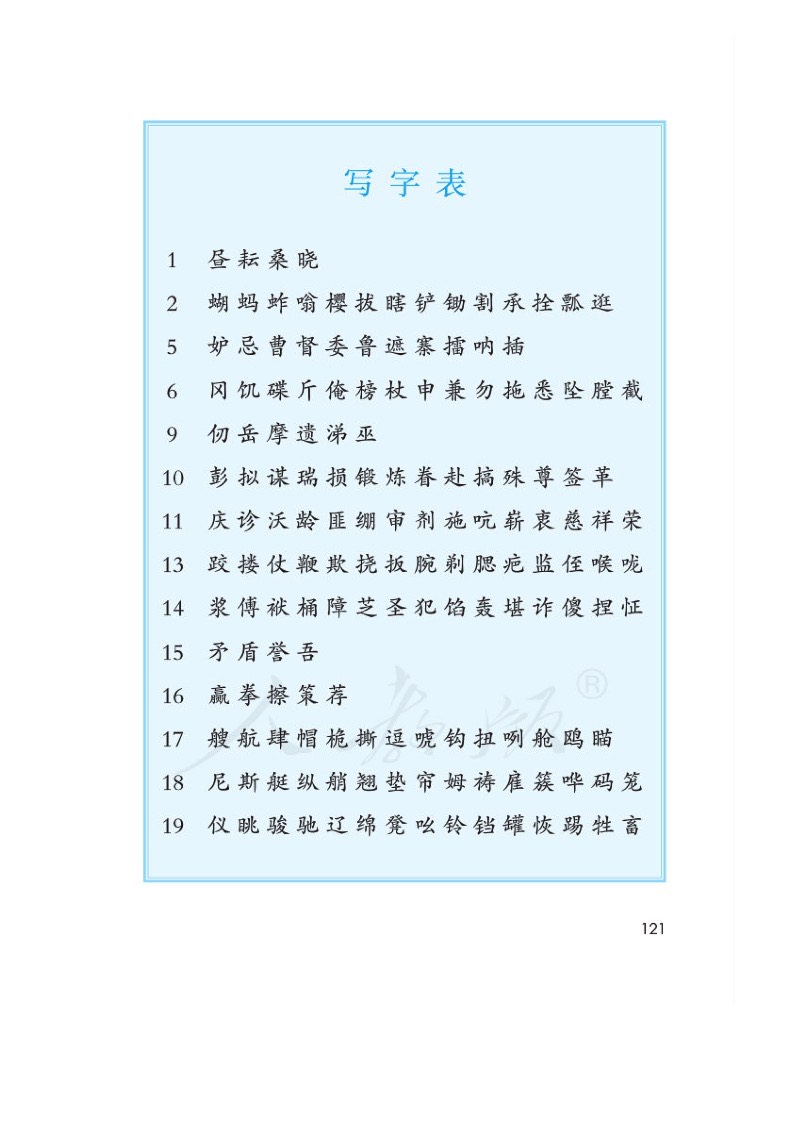 写字表
1 昼耘桑晓
2 蝴蚂蚱嗡樱拔瞎铲锄割承拴瓢逛
5 妒忌曹督委鲁遮寨擂呐插
6 冈饥碟斤俺榜杖申兼勿拖悉坠膛截
9 仞岳摩遗涕巫
10 彭拟谋瑞损锻炼眷赴搞殊尊签革
11 庆诊沃龄匪绷审剂施吭崭衷慈祥荣
13 跤搂仗鞭欺挠扳腕剃腮疤监侄喉咙
14 浆傅袱桶障芝圣犯馅轰堪诈傻捏怔
15 矛盾誉吾
16 赢拳擦策荐
17 艘航肆帽桅撕逗唬钩扭咧舱鸥瞄
18 尼斯艇纵艄翘垫帘姆祷雇簇哗码笼
19 仪眺骏驰辽绵凳吆铃铛罐恢踢牲畜
人教版®
121